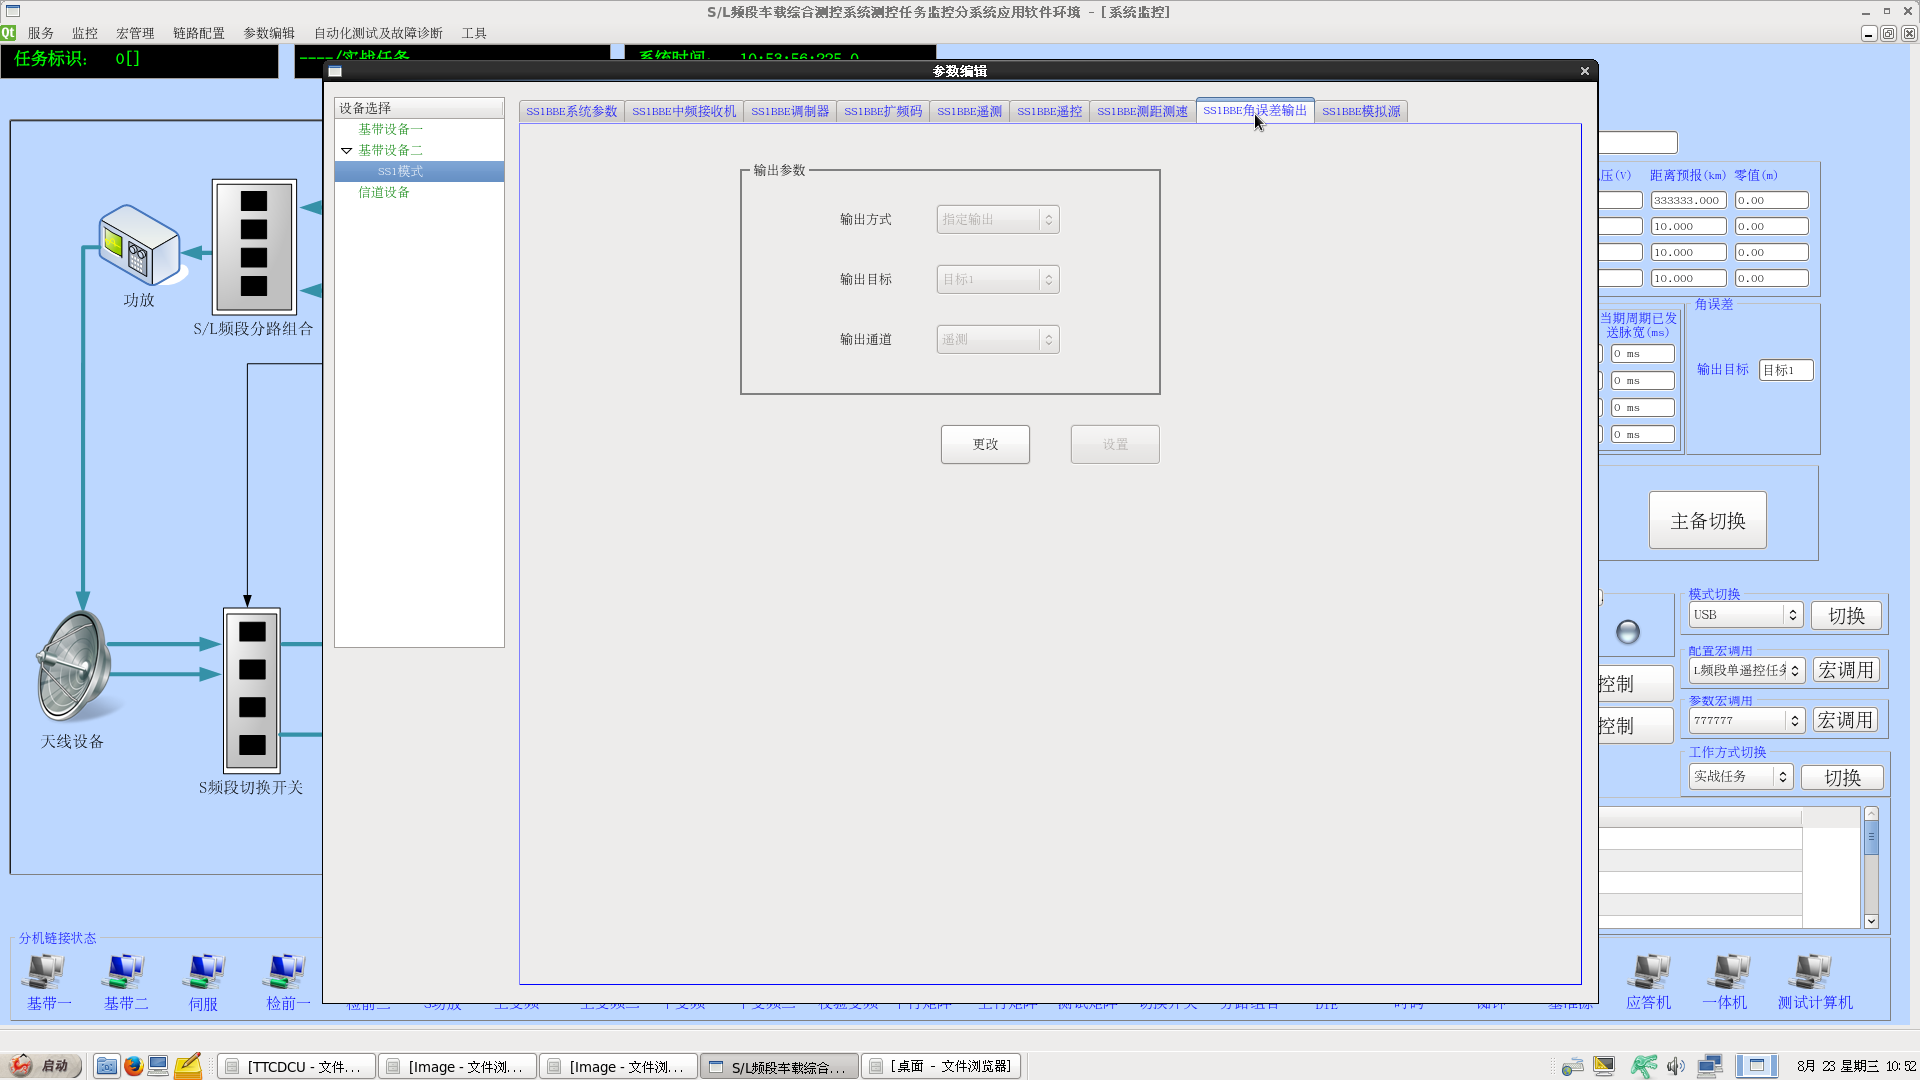 S/L频段车载综合测控系统测控任务监控分系统应用软件环境 - [系统监控]
服务 监控 宏管理 链路配置 参数编辑 自动化测试及故障诊断 工具
任务标识： 0[]
----/实战任务
系统时间： 10:53:56:225.0
参数编辑
设备选择
基带设备一
基带设备二
SS1模式
信道设备
SS1BBE系统参数 SS1BBE中频接收机 SS1BBE调制器 SS1BBE扩频码 SS1BBE遥测 SS1BBE遥控 SS1BBE测距测速 SS1BBE角误差输出 SS1BBE模拟源
输出参数
输出方式 指定输出
输出目标 目标1
输出通道 遥测
更改 设置
功放
S/L频段分路组合
天线设备
S频段切换开关
压(V) 距离预报(km) 零值(m)
333333.000 0.00
10.000 0.00
10.000 0.00
10.000 0.00
当期周期已发
送脉宽(ms)
0 ms
0 ms
0 ms
0 ms
角误差
输出目标 目标1
主备切换
模式切换
USB 切换
配置宏调用
L频段单遥控任务 宏调用
控制
参数宏调用
777777 宏调用
控制
工作方式切换
实战任务 切换
分机链接状态
基带一 基带二 伺服 检前一 应答机 一体机 测试计算机
启动
[TTCDCU - 文件...
[Image - 文件浏...
[Image - 文件浏...
S/L频段车载综合...
[桌面 - 文件浏览器]
8月 23 星期三 10:52